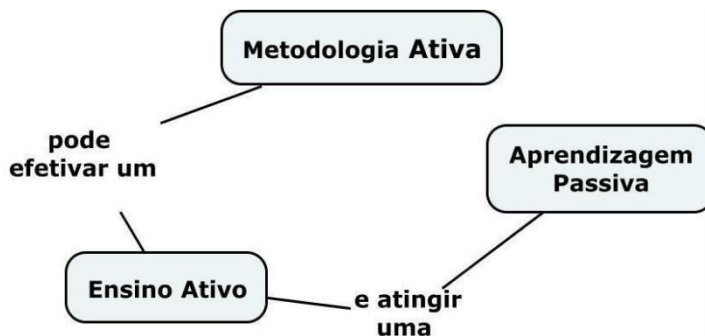 Metodologia Ativa
pode
efetivar um
Ensino Ativo
e atingir
uma
Aprendizagem
Passiva